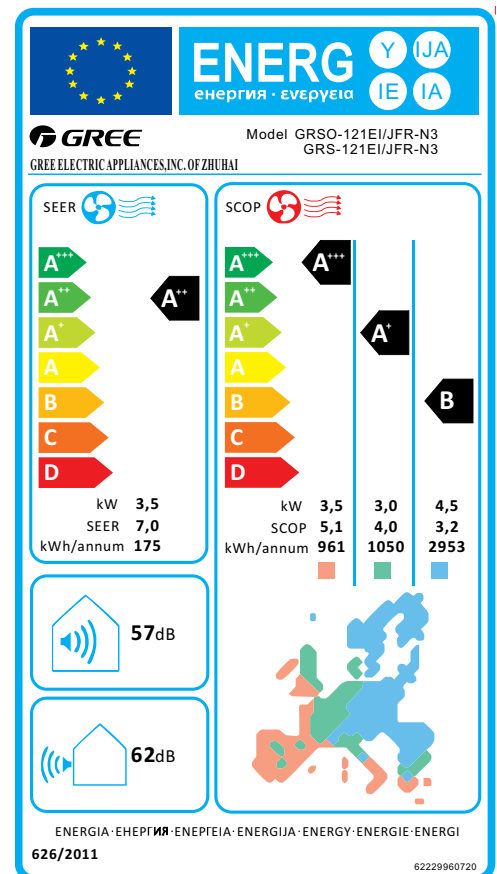 ENERG
енергия · ενεργεια
Y IJA
IE IA
GREE
GREE ELECTRIC APPLIANCES,INC. OF ZHUHAI
Model GRSO-121EI/JFR-N3
GRS-121EI/JFR-N3
SEER
A+++
A++
A+
A
B
C
D
A++
kW 3,5
SEER 7,0
kWh/annum 175
SCOP
A+++
A++
A+
A
B
C
D
A+++
A+
B
kW 3,5 3,0 4,5
SCOP 5,1 4,0 3,2
kWh/annum 961 1050 2953
57dB
62dB
ENERGIA·ЕНЕРГИЯ·ΕΝΕΡΓΕΙΑ·ENERGIJA·ENERGY·ENERGIE·ENERGI
626/2011
62229960720